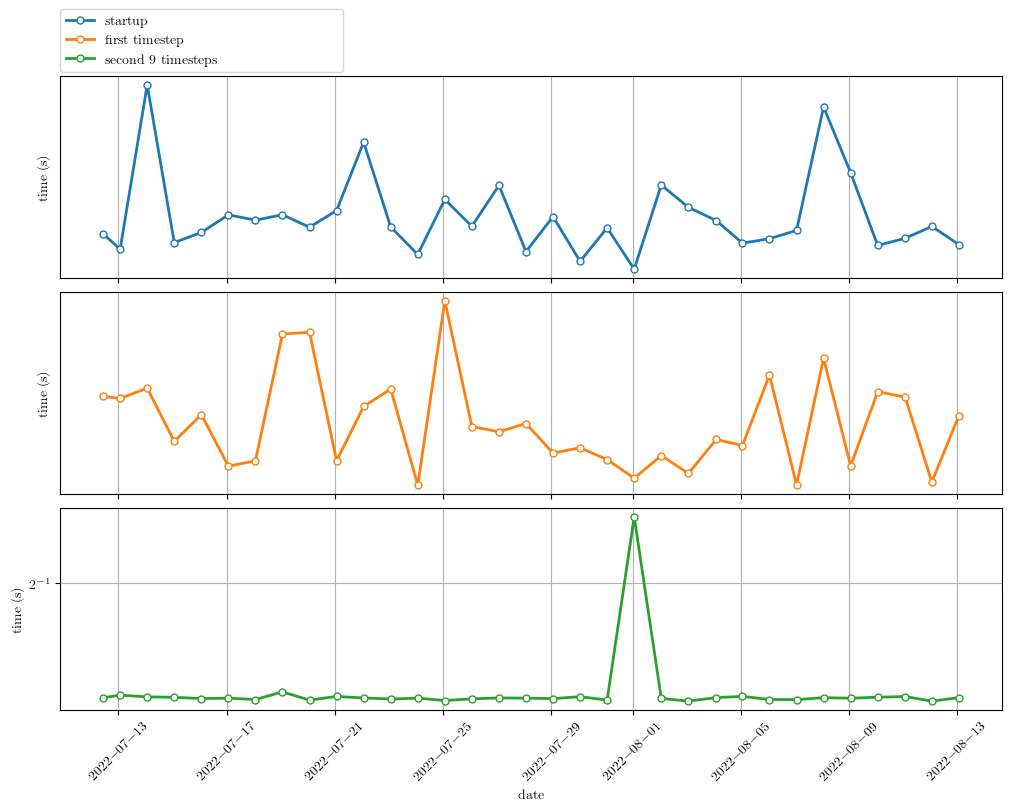 startup
first timestep
second 9 timesteps
time (s)
time (s)
time (s)
2⁻¹
2022−07−13
2022−07−17
2022−07−21
2022−07−25
2022−07−29
2022−08−01
2022−08−05
2022−08−09
2022−08−13
date